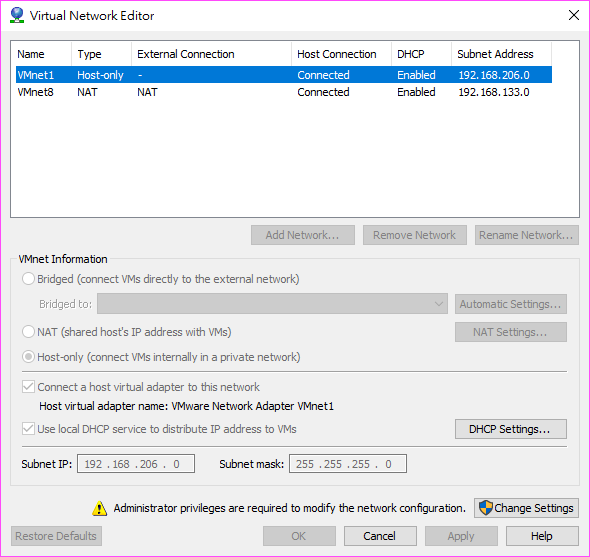 Virtual Network Editor
Name Type External Connection Host Connection DHCP Subnet Address
VMnet1 Host-only - Connected Enabled 192.168.206.0
VMnet8 NAT NAT Connected Enabled 192.168.133.0
Add Network... Remove Network Rename Network...
VMnet Information
Bridged (connect VMs directly to the external network)
Bridged to: Automatic Settings...
NAT (shared host's IP address with VMs) NAT Settings...
Host-only (connect VMs internally in a private network)
Connect a host virtual adapter to this network
Host virtual adapter name: VMware Network Adapter VMnet1
Use local DHCP service to distribute IP address to VMs DHCP Settings...
Subnet IP: 192 . 168 . 206 . 0 Subnet mask: 255 . 255 . 255 . 0
Administrator privileges are required to modify the network configuration. Change Settings
Restore Defaults OK Cancel Apply Help